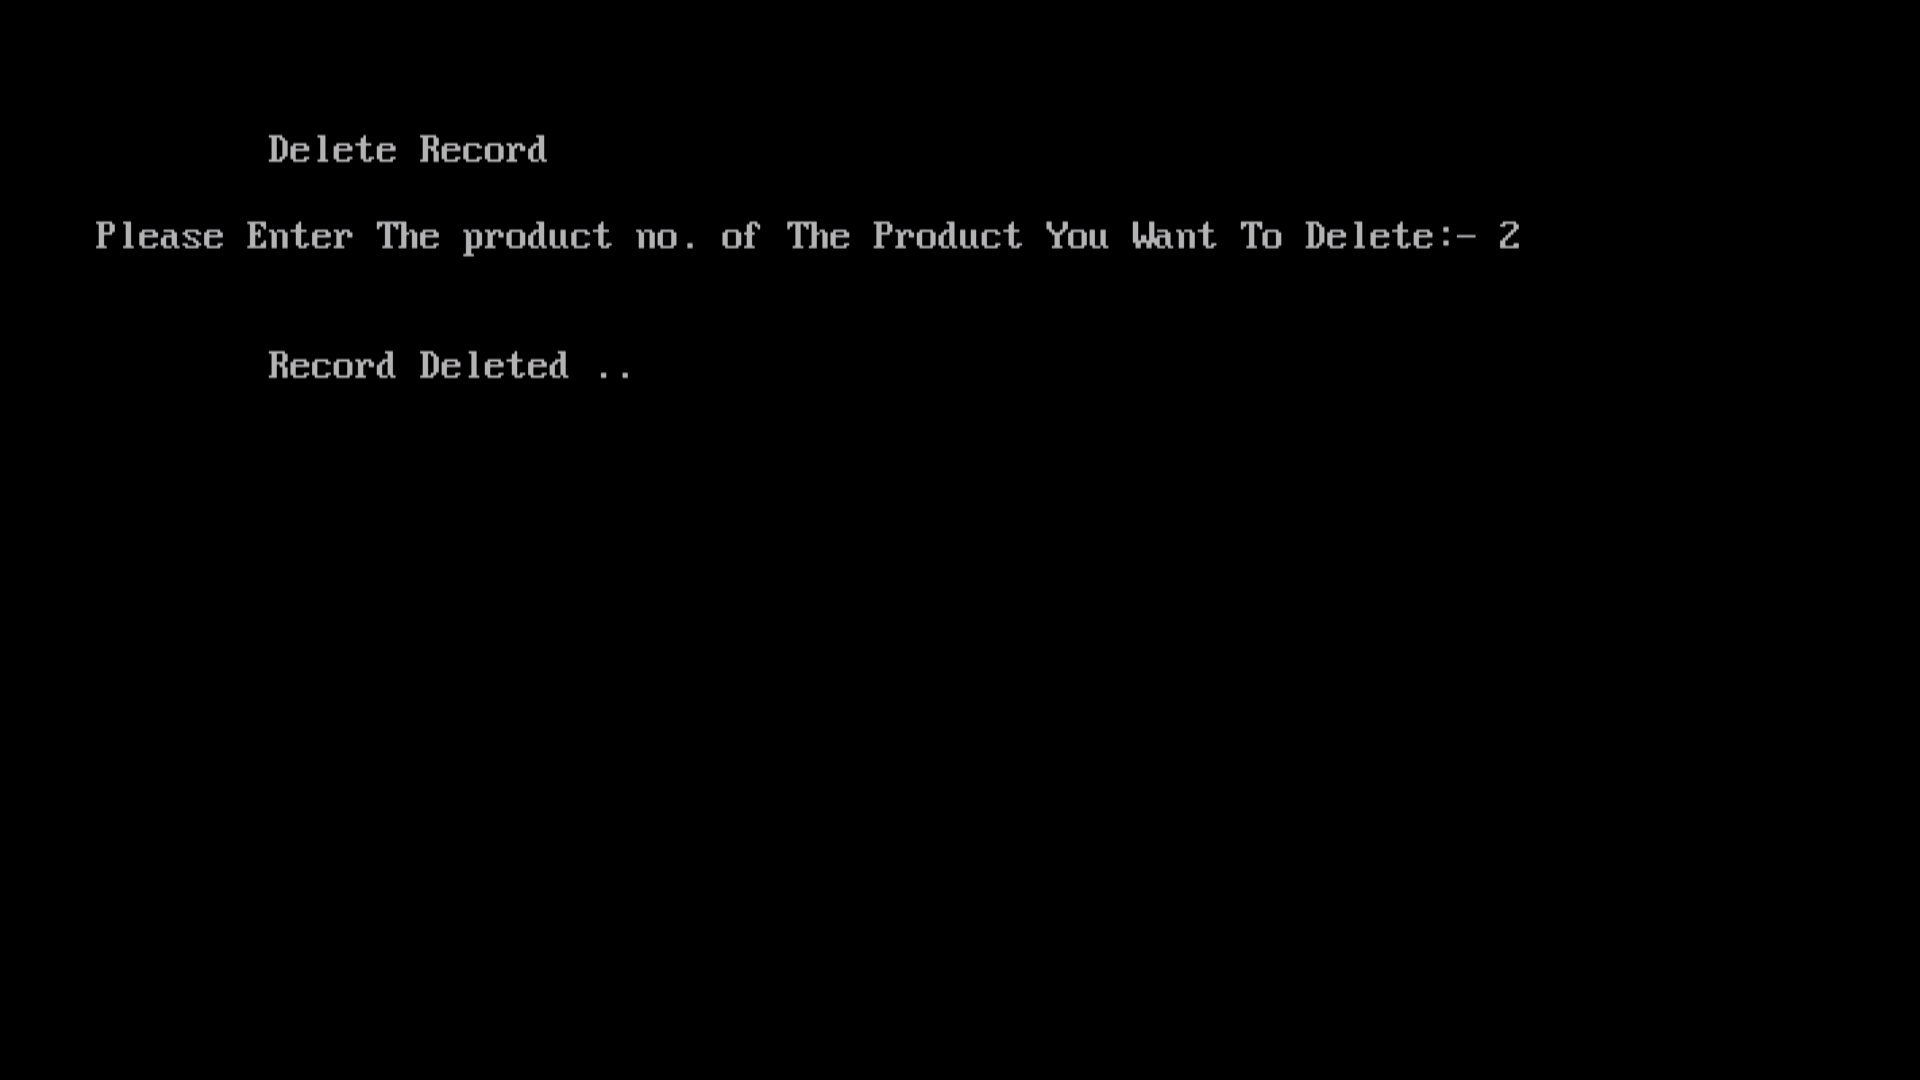 Delete Record
Please Enter The product no. of The Product You Want To Delete:- 2
Record Deleted ..